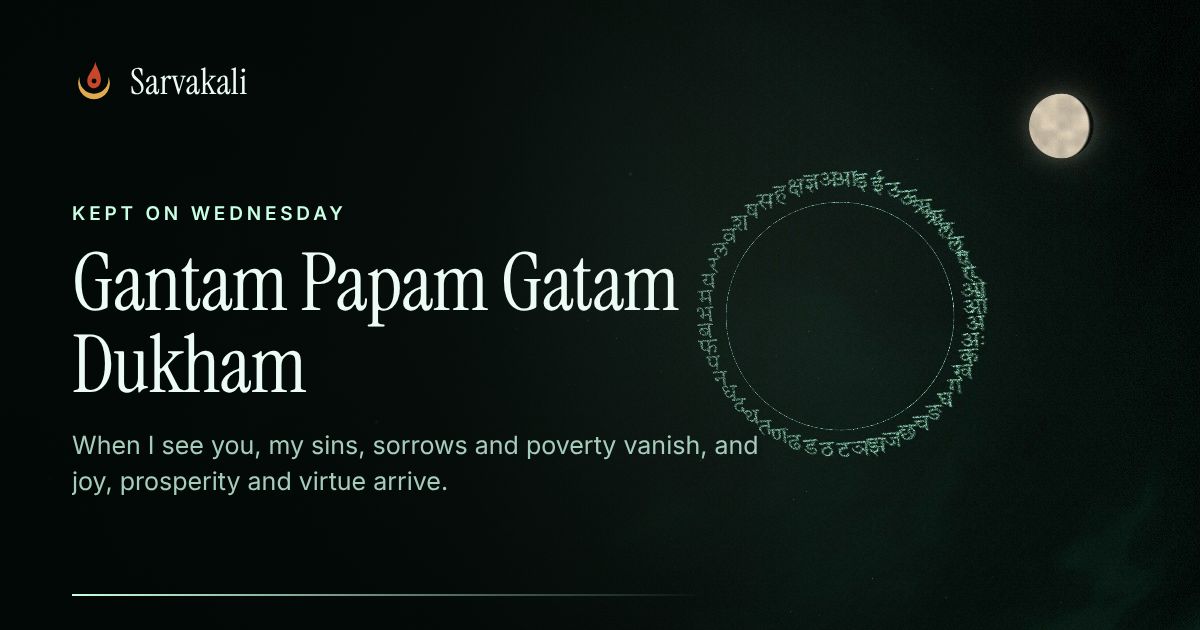 Sarvakali
KEPT ON WEDNESDAY
Gantam Papam Gatam
Dukham
When I see you, my sins, sorrows and poverty vanish, and
joy, prosperity and virtue arrive.